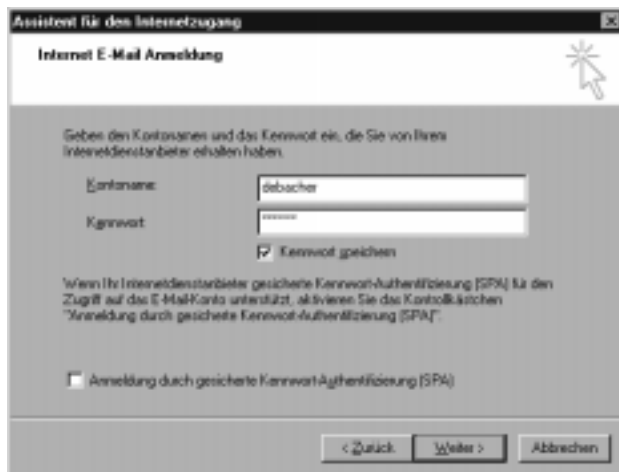 Assistent für den Internetzugang
Internet E-Mail Anmeldung
Geben den Kontonamen und das Kennwort ein, die Sie von Ihrem
Internetdienstanbieter erhalten haben.
Kontoname:
debacher
Kennwort:
*******
Kennwort speichern
Wenn Ihr Internetdienstanbieter gesicherte Kennwort-Authentifizierung (SPA) für den
Zugriff auf das E-Mail-Konto unterstützt, aktivieren Sie das Kontrollkästchen
"Anmeldung durch gesicherte Kennwort-Authentifizierung (SPA)".
Anmeldung durch gesicherte Kennwort-Authentifizierung (SPA)
< Zurück
Weiter >
Abbrechen